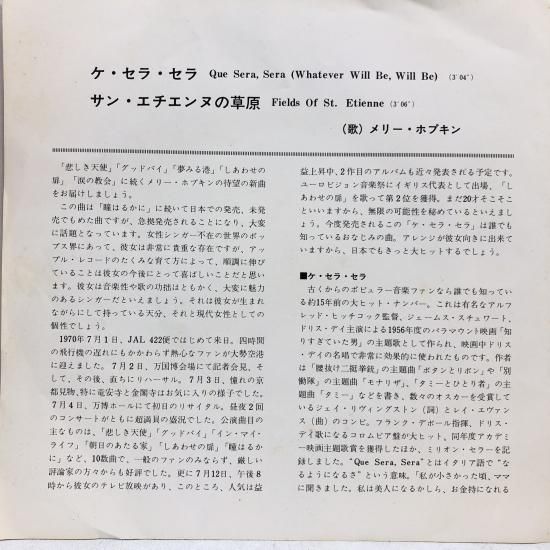 ケ・セラ・セラ Que Sera, Sera (Whatever Will Be, Will Be) (3′04″)
サン・エチエンヌの草原 Fields Of St. Etienne (3′06″)
(歌) メリー・ホプキン
「悲しき天使」「グッドバイ」「夢みる港」「しあわせの
扉」「涙の教会」に続くメリー・ホプキンの待望の新曲
をお届けしましょう。
この曲は「瞳はるかに」に続いて日本での発売、未発
売でもめた曲ですが、急拠発売されることになり、大変
に話題となっています。女性シンガー不在の世界のポッ
プス界にあって、彼女は非常に貴重な存在ですが、アッ
プル・レコードのたくみな育て方によって、順調に伸び
ていることは彼女の今後にとって喜ばしいことだと思い
ます。彼女は音楽性や歌の功拙はともかく、大変に魅力
のあるシンガーだといえましょう。それは彼女が生まれ
ながらにして持っている天分、それと現代女性としての
個性でしょう。
1970年7月1日、JAL 422便ではじめて来日。四時間
の飛行機の遅れにもかかわらず熱心なファンが大勢空港
に迎えました。7月2日、万国博会場にて記者会見、そ
して、その後、直ちにリハーサル。7月3日、憧れの京
都見物、特に竜安寺と金閣寺はお気に入りの様子でした。
7月4日、万博ホールにて初日のリサイタル。昼夜2回
のコンサートがともに超満員の盛況でした。公演曲目の
主なものは、「悲しき天使」「グッドバイ」「イン・マイ・
ライフ」「朝日のあたる家」「しあわせの扉」「瞳はるか
に」など、10数曲で、一般のファンのみならず、厳しい
評論家の方々からも好評でした。更に7月12日、午後8
時から彼女のテレビ放映があり、このところ、人気は益
益上昇中、2作目のアルバムも近々発表される予定です。
ユーロビジョン音楽祭にイギリス代表として出場、「し
あわせの扉」を歌って第2位を獲得。まだ20才そこそこ
といいますから、無限の可能性を秘めているといえまし
ょう。今度発売されるこの「ケ・セラ・セラ」は誰でも
知っているおなじみの曲。アレンジが彼女向きに出来て
いますから、日本でもきっと大ヒットするでしょう。
■ケ・セラ・セラ
古くからのポピュラー音楽ファンなら誰でも知ってい
る約15年前の大ヒット・ナンバー。これは有名なアルフ
レッド・ヒッチコック監督、ジェームス・スチュワート、
ドリス・デイ主演による1956年度のパラマウント映画「知
りすぎていた男」の主題歌として作られ、映画中ドリス
・デイの名唱で非常に効果的に使われたものです。作者
は「腰抜け二挺拳銃」の主題曲「ボタンとリボン」や「別
働隊」の主題曲「モナリザ」、「タミーとひとり者」の主
題曲「タミー」などを書き、数々のオスカーを受賞して
いるジェイ・リヴィングストン(詞)とレイ・エヴァン
ス(曲)のコンビ。フランク・デボール指揮、ドリス・
デイ歌になるコロムビア盤が大ヒット、同年度アカデミ
ー映画主題歌賞を獲得したほか、ミリオン・セラーを記
録しました。“Que Sera, Sera”とはイタリア語で“な
るようになるさ”という意味。「私が小さかった頃、ママ
に聞きました。私は美人になるかしら、お金持になれる